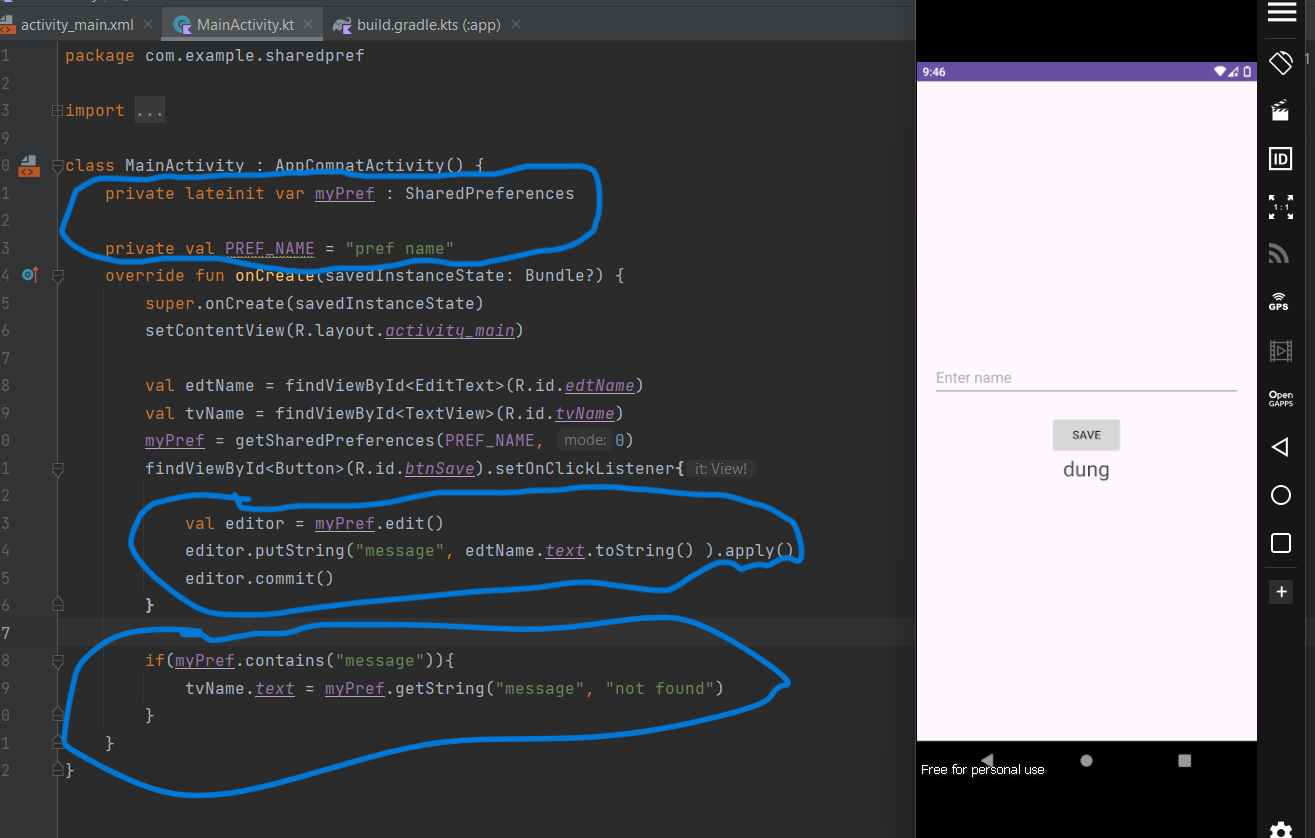 activity_main.xml
MainActivity.kt
build.gradle.kts (:app)
1 package com.example.sharedpref
2
3 import ...
9
0 class MainActivity : AppCompatActivity() {
1 private lateinit var myPref : SharedPreferences
2
3 private val PREF_NAME = "pref name"
4 override fun onCreate(savedInstanceState: Bundle?) {
5 super.onCreate(savedInstanceState)
6 setContentView(R.layout.activity_main)
7
8 val edtName = findViewById<EditText>(R.id.edtName)
9 val tvName = findViewById<TextView>(R.id.tvName)
0 myPref = getSharedPreferences(PREF_NAME, mode: 0)
1 findViewById<Button>(R.id.btnSave).setOnClickListener{ it: View!
2
3 val editor = myPref.edit()
4 editor.putString("message", edtName.text.toString() ).apply()
5 editor.commit()
6 }
7
8 if(myPref.contains("message")){
9 tvName.text = myPref.getString("message", "not found")
0 }
1 }
2 }
9:46
Enter name
SAVE
dung
Free for personal use
ID
1:1
GPS
Open
GAPPS
1